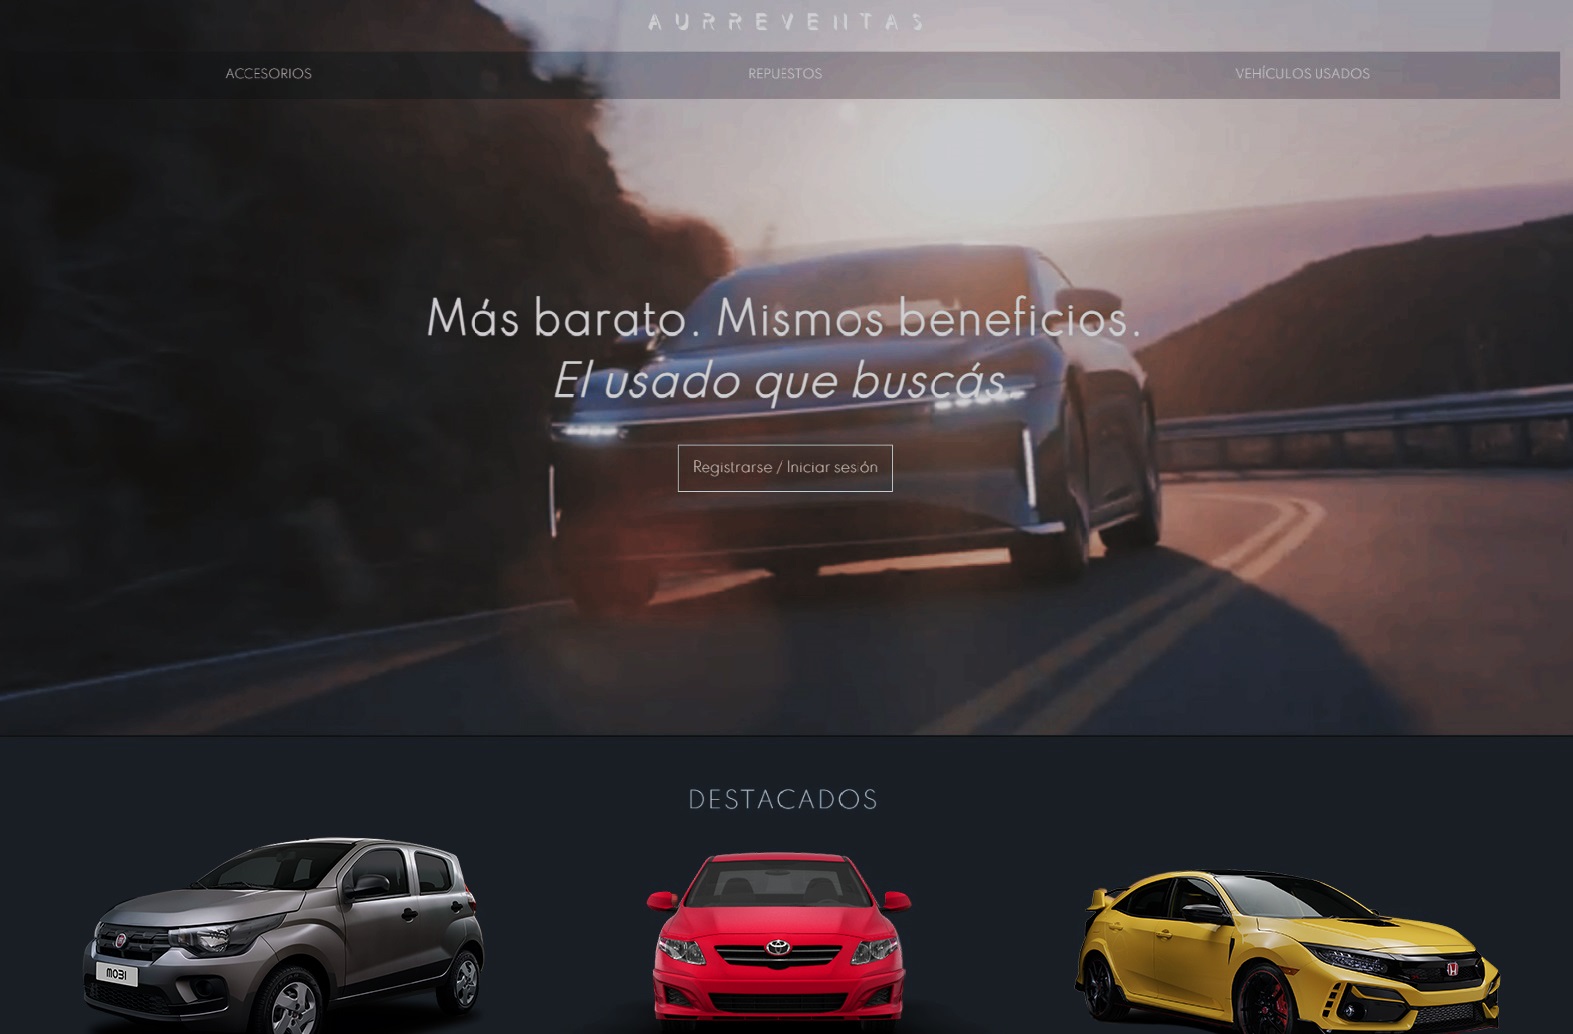 AURREVENTAS
ACCESORIOS
REPUESTOS
VEHÍCULOS USADOS
Más barato. Mismos beneficios.
El usado que buscás
Registrarse / Iniciar sesión
DESTACADOS
MOBI